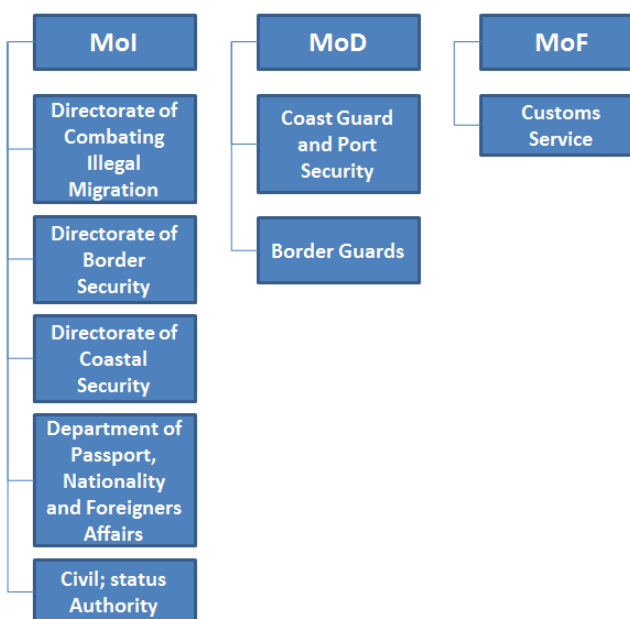 MoI
Directorate of
Combating
Illegal
Migration
Directorate of
Border
Security
Directorate of
Coastal
Security
Department of
Passport,
Nationality
and Foreigners
Affairs
Civil; status
Authority
MoD
Coast Guard
and Port
Security
Border Guards
MoF
Customs
Service